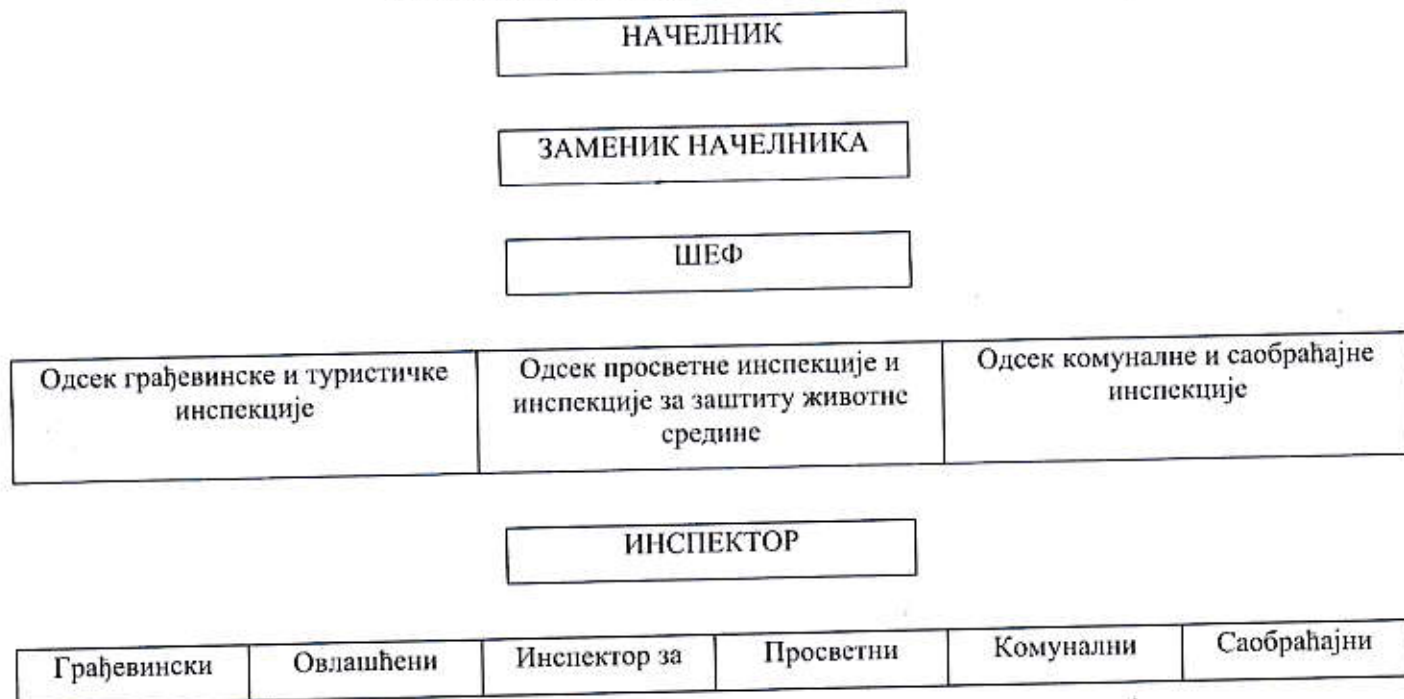 НАЧЕЛНИК
ЗАМЕНИК НАЧЕЛНИКА
ШЕФ
Одсек грађевинске и туристичке
инспекције
Одсек просветне инспекције и
инспекције за заштиту животне
средине
Одсек комуналне и саобраћајне
инспекције
ИНСПЕКТОР
Грађевински
Овлашћени
Инспектор за
Просветни
Комунални
Саобраћајни